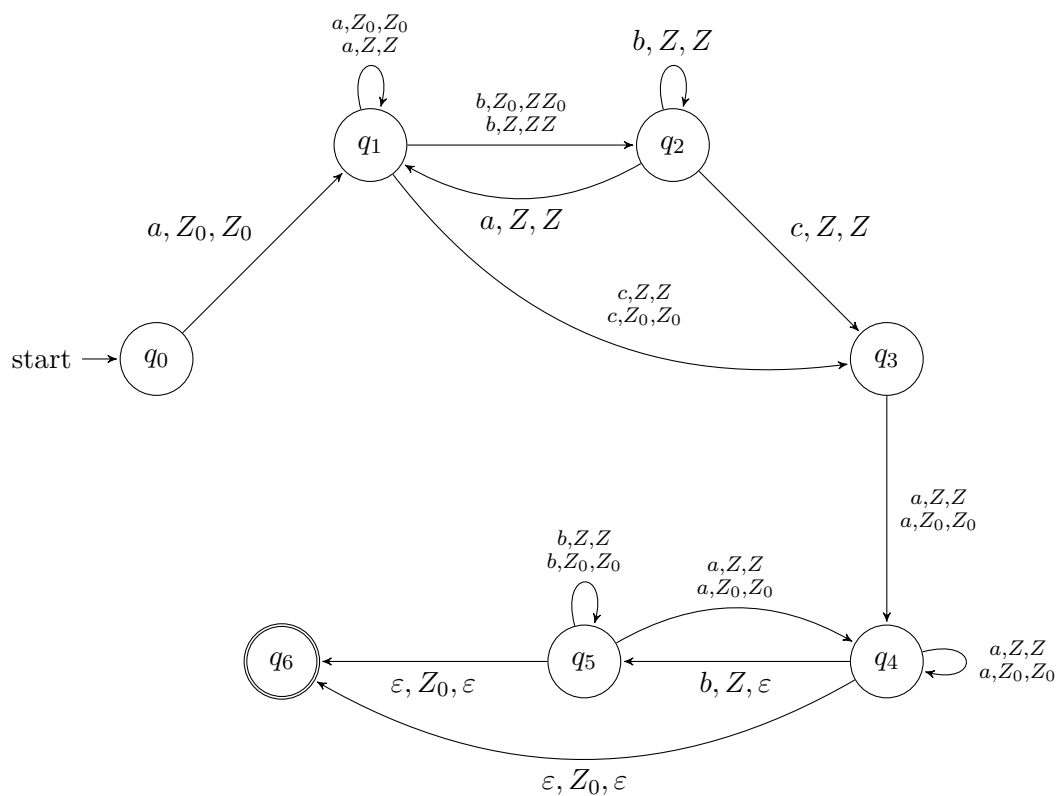 a,Z₀,Z₀
a,Z,Z
b, Z, Z
b,Z₀,ZZ₀
b,Z,ZZ
q₁
q₂
a, Z, Z
a, Z₀, Z₀
c, Z, Z
c,Z,Z
c,Z₀,Z₀
start
q₀
q₃
a,Z,Z
a,Z₀,Z₀
b,Z,Z
b,Z₀,Z₀
a,Z,Z
a,Z₀,Z₀
q₆
q₅
q₄
a,Z,Z
a,Z₀,Z₀
ε, Z₀, ε
b, Z, ε
ε, Z₀, ε